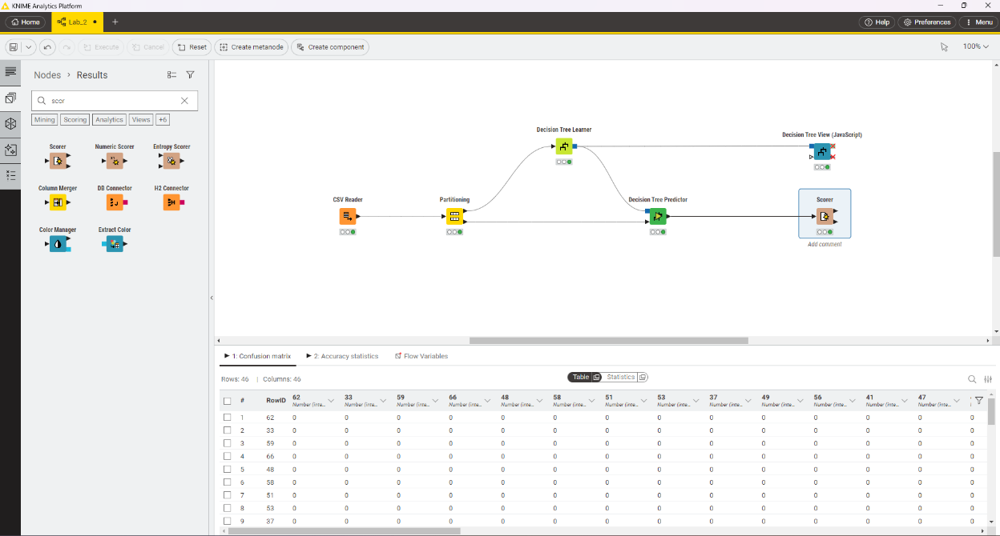 KNIME Analytics Platform
Home
Lab_2
Help
Preferences
Menu
Execute
Cancel
Reset
Create metanode
Create component
100%
Nodes > Results
scor
Mining Scoring Analytics Views +6
Scorer Numeric Scorer Entropy Scorer
Column Merger DB Connector H2 Connector
Color Manager Extract Color
Decision Tree Learner
Decision Tree View (JavaScript)
CSV Reader
Partitioning
Decision Tree Predictor
Scorer
Add comment
1: Confusion matrix 2: Accuracy statistics Flow Variables
Rows: 46 | Columns: 46
Table Statistics
# RowID 62 33 59 66 48 58 51 53 37 49 56 41 47
Number (inte... Number (inte... Number (inte... Number (inte... Number (inte... Number (inte... Number (inte... Number (inte... Number (inte... Number (inte... Number (inte... Number (inte... Number (inte...
1 62 0 0 0 0 0 0 0 0 0 0 0 0 0 0
2 33 0 0 0 0 0 0 0 0 0 0 0 0 0 0
3 59 0 0 0 0 0 0 0 0 0 0 0 0 0 0
4 66 0 0 0 0 0 0 0 0 0 0 0 0 0 0
5 48 0 0 0 0 0 0 0 0 0 0 0 0 0 0
6 58 0 0 0 0 0 0 0 0 0 0 0 0 0 0
7 51 0 0 0 0 0 0 0 0 0 0 0 0 0 0
8 53 0 0 0 0 0 0 0 0 0 0 0 0 0 0
9 37 0 0 0 0 0 0 0 0 0 0 0 0 0 0